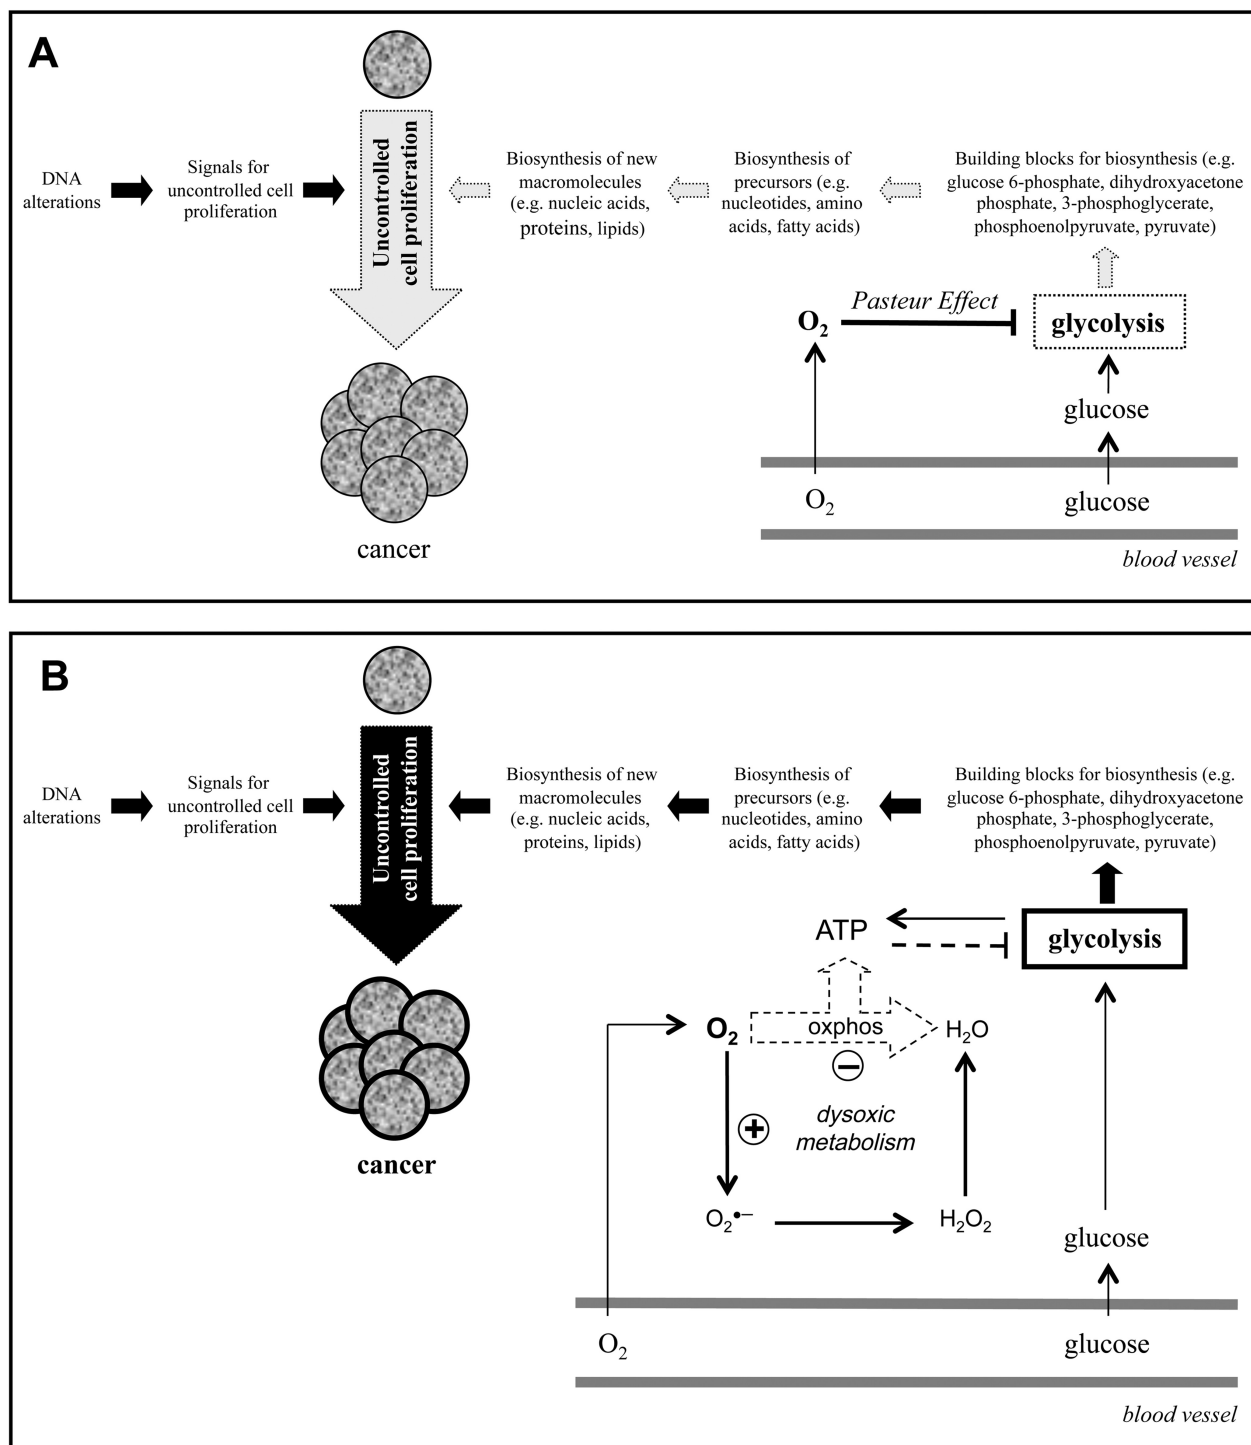 A
DNA
alterations
Signals for
uncontrolled cell
proliferation
Uncontrolled
cell proliferation
Biosynthesis of new
macromolecules
(e.g. nucleic acids,
proteins, lipids)
Biosynthesis of
precursors (e.g.
nucleotides, amino
acids, fatty acids)
Building blocks for biosynthesis (e.g.
glucose 6-phosphate, dihydroxyacetone
phosphate, 3-phosphoglycerate,
phosphoenolpyruvate, pyruvate)
O₂
Pasteur Effect
glycolysis
glucose
O₂
glucose
cancer
blood vessel
B
DNA
alterations
Signals for
uncontrolled cell
proliferation
Uncontrolled
cell proliferation
Biosynthesis of new
macromolecules
(e.g. nucleic acids,
proteins, lipids)
Biosynthesis of
precursors (e.g.
nucleotides, amino
acids, fatty acids)
Building blocks for biosynthesis (e.g.
glucose 6-phosphate, dihydroxyacetone
phosphate, 3-phosphoglycerate,
phosphoenolpyruvate, pyruvate)
ATP
glycolysis
O₂
oxphos
H₂O
−
+
dysoxic
metabolism
cancer
O₂•−
H₂O₂
glucose
O₂
glucose
blood vessel